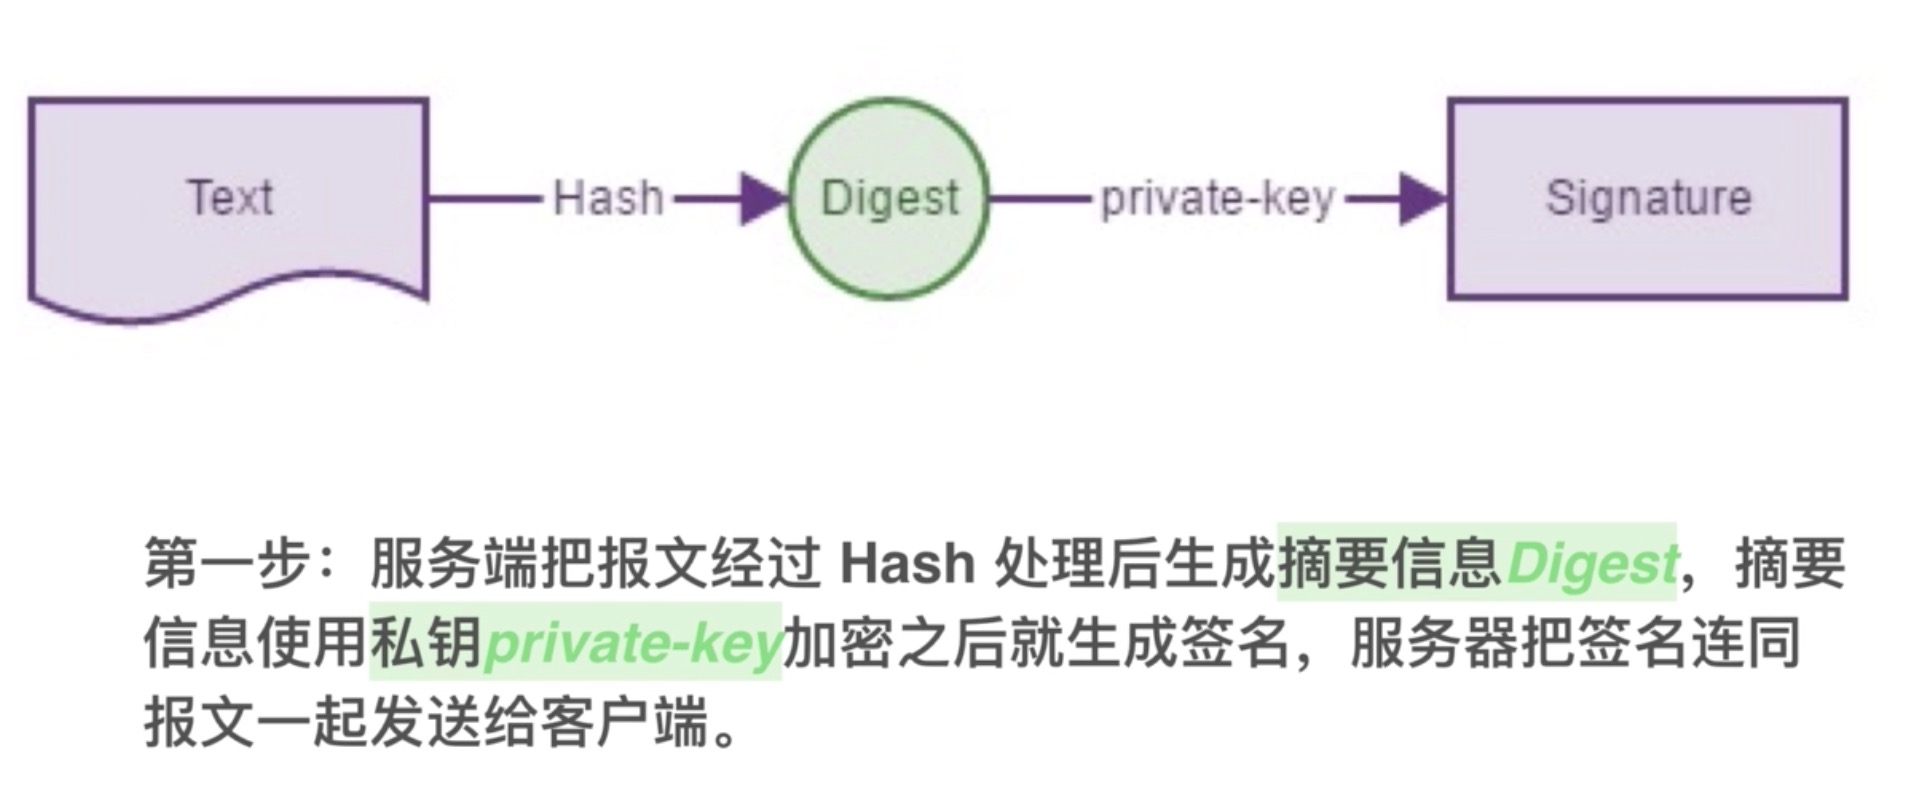 Text Hash Digest private-key Signature
第一步：服务端把报文经过 Hash 处理后生成摘要信息Digest，摘要
信息使用私钥private-key加密之后就生成签名，服务器把签名连同
报文一起发送给客户端。